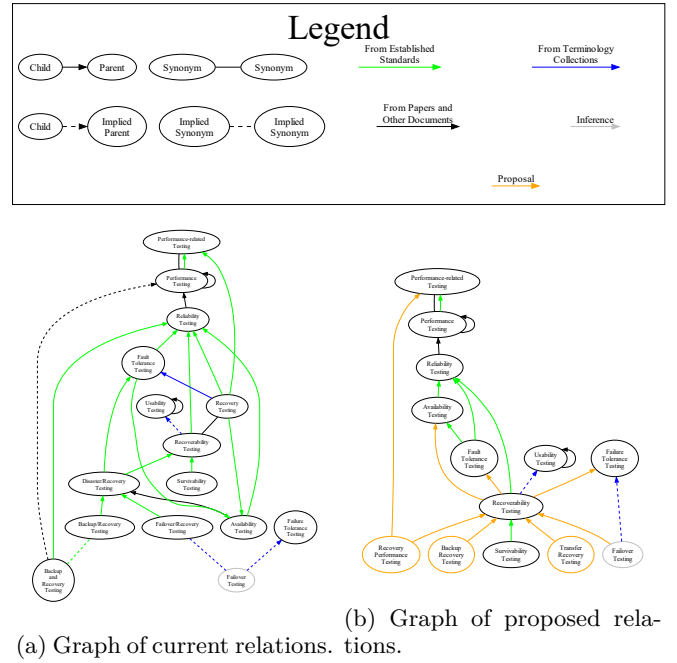 Legend
Child
Parent
Synonym
Synonym
From Established
Standards
From Terminology
Collections
Child
Implied
Parent
Implied
Synonym
Implied
Synonym
From Papers and
Other Documents
Inference
Proposal
Performance-related
Testing
Performance
Testing
Reliability
Testing
Fault
Tolerance
Testing
Usability
Testing
Recovery
Testing
Recoverability
Testing
Disaster/Recovery
Testing
Survivability
Testing
Backup/Recovery
Testing
Failover/Recovery
Testing
Availability
Testing
Failure
Tolerance
Testing
Backup
and
Recovery
Testing
Failover
Testing
(a) Graph of current relations.
Performance-related
Testing
Performance
Testing
Reliability
Testing
Availability
Testing
Fault
Tolerance
Testing
Usability
Testing
Failure
Tolerance
Testing
Recoverability
Testing
Recovery
Performance
Testing
Backup
Recovery
Testing
Survivability
Testing
Transfer
Recovery
Testing
Failover
Testing
(b) Graph of proposed rela-
tions.